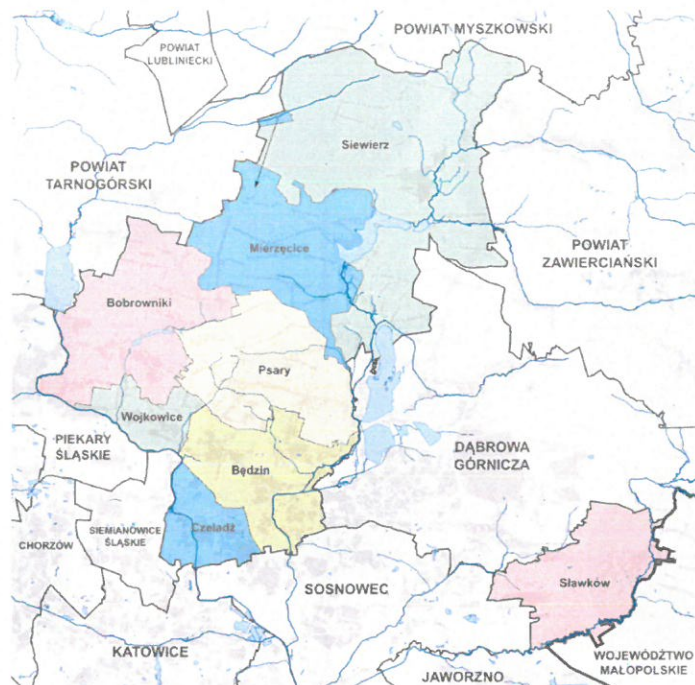 POWIAT MYSZKOWSKI
POWIAT
LUBLINIECKI
Siewierz
POWIAT
TARNOGÓRSKI
Mierzęcice
POWIAT
ZAWIERCIAŃSKI
Bobrowniki
Psary
Wojkowice
PIEKARY
ŚLĄSKIE
Będzin
DĄBROWA
GÓRNICZA
Czeladź
SIEMIANOWICE
ŚLĄSKIE
CHORZÓW
Sławków
SOSNOWEC
KATOWICE
WOJEWÓDZTWO
MAŁOPOLSKIE
JAWORZNO